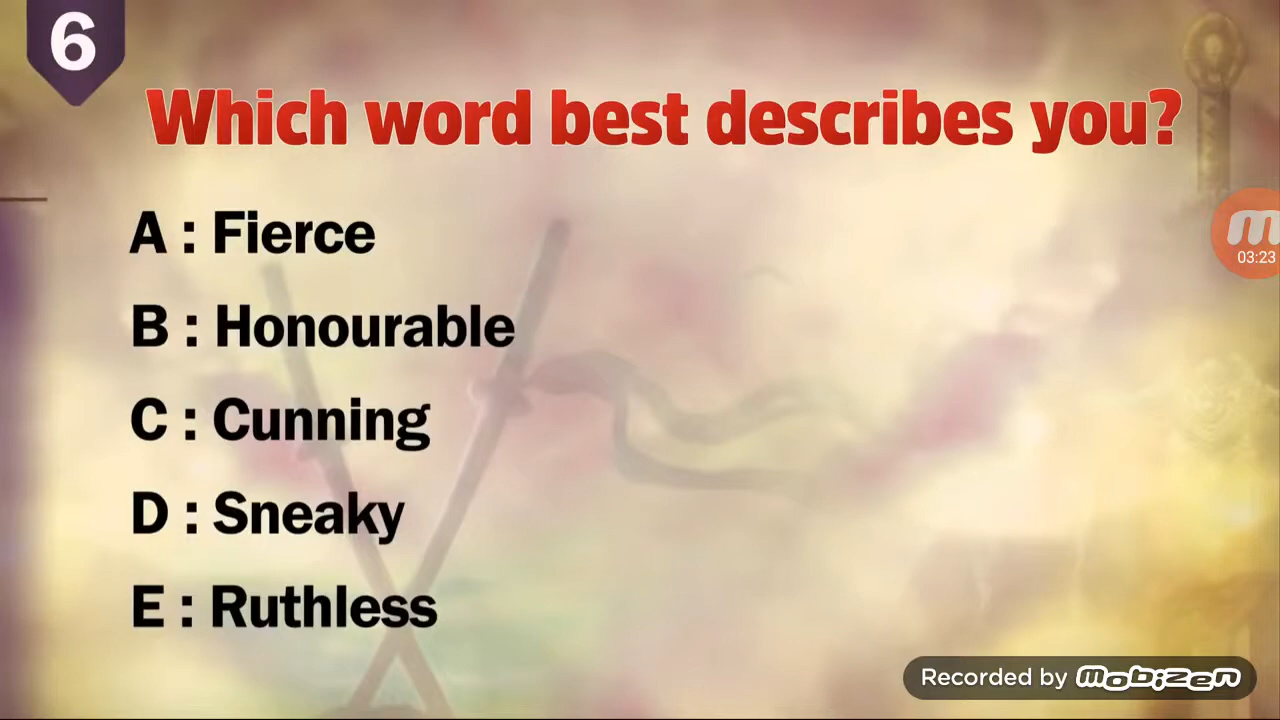 6
Which word best describes you?
A : Fierce
B : Honourable
C : Cunning
D : Sneaky
E : Ruthless
m
03:23
Recorded by mobizen